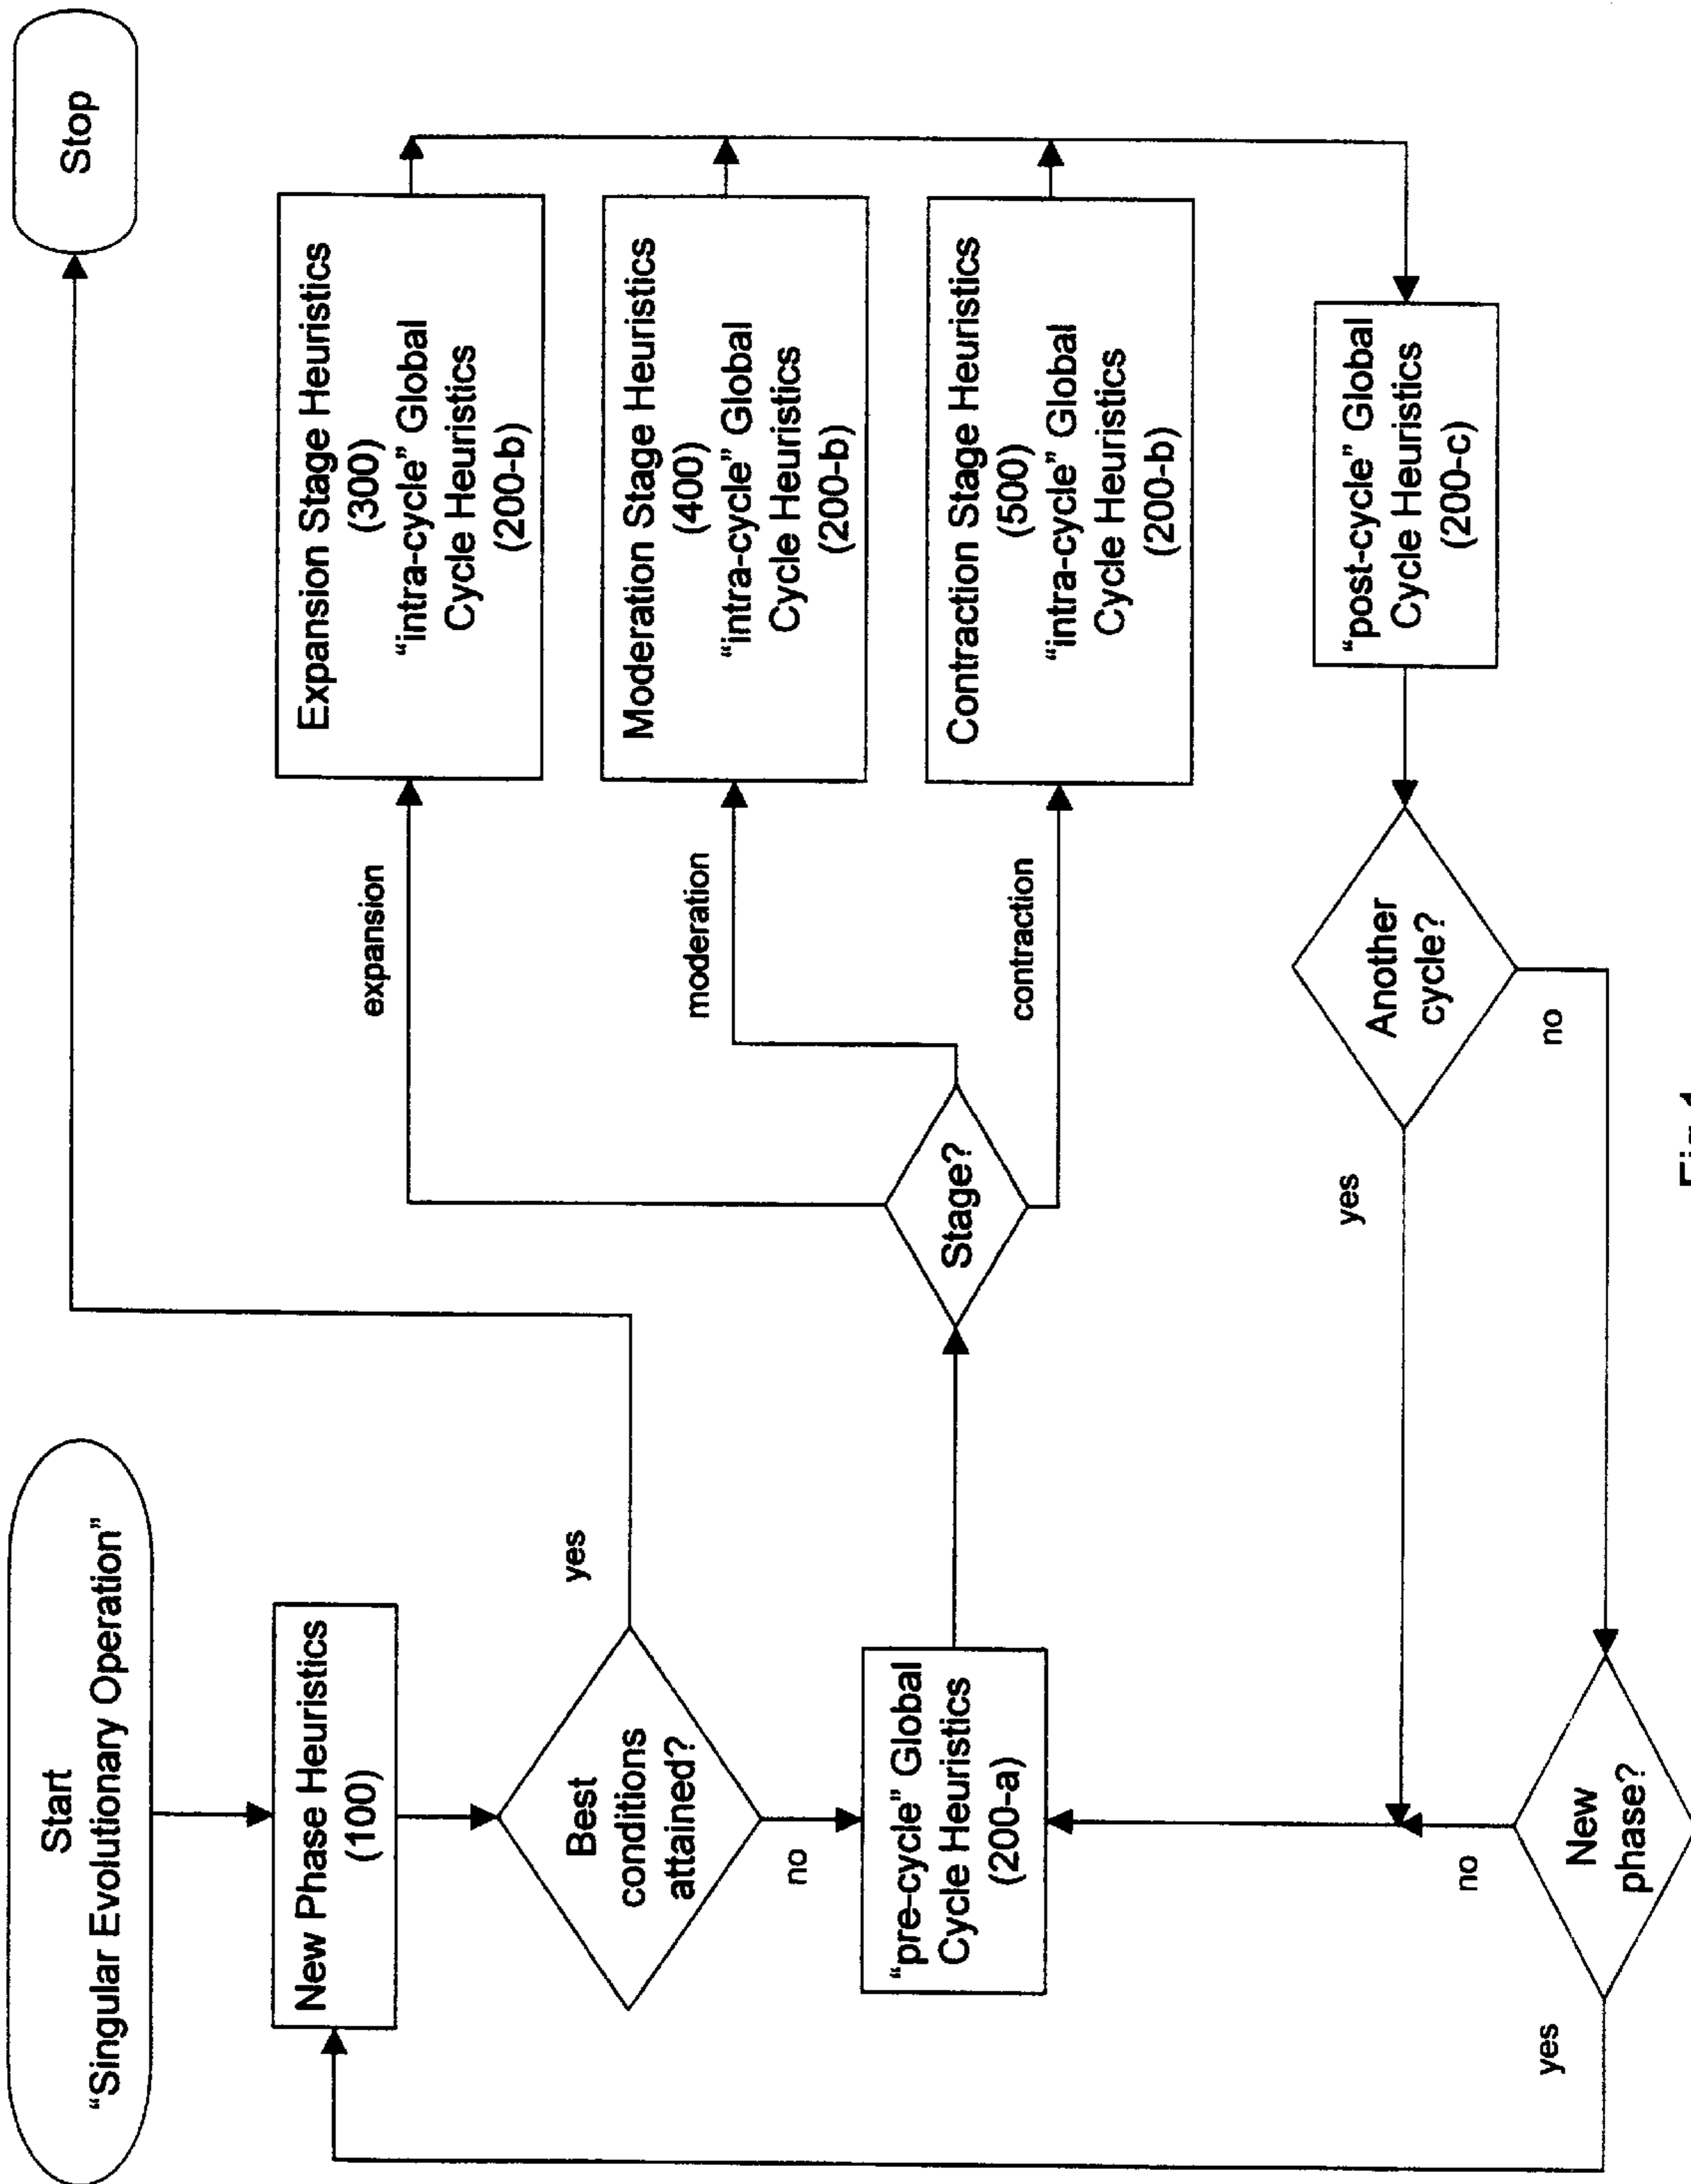 Start
“Singular Evolutionary Operation”
Stop
New Phase Heuristics
(100)
Best
conditions
attained?
yes
no
“pre-cycle” Global
Cycle Heuristics
(200-a)
Stage?
expansion
moderation
contraction
Expansion Stage Heuristics
(300)
“intra-cycle” Global
Cycle Heuristics
(200-b)
Moderation Stage Heuristics
(400)
“intra-cycle” Global
Cycle Heuristics
(200-b)
Contraction Stage Heuristics
(500)
“intra-cycle” Global
Cycle Heuristics
(200-b)
“post-cycle” Global
Cycle Heuristics
(200-c)
Another
cycle?
yes
no
New
phase?
no
yes
Fig 1